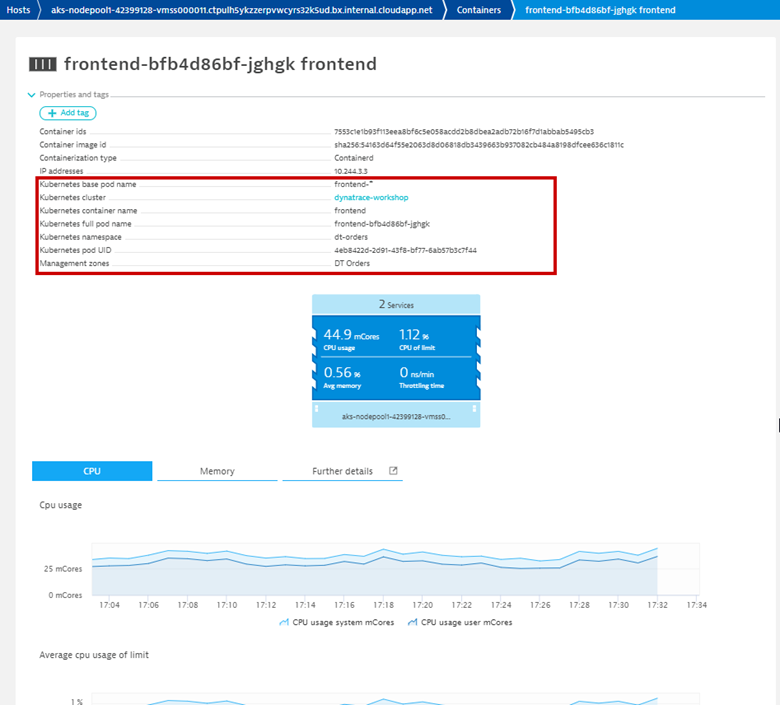 Hosts
aks-nodepool1-42399128-vmss000011.ctpulh5ykzzerpvwcyrs32k5ud.bx.internal.cloudapp.net
Containers
frontend-bfb4d86bf-jghgk frontend
frontend-bfb4d86bf-jghgk frontend
Properties and tags
Add tag
Container ids 7553c1e1b93f113eea8bf6c5e058acdd2b8dbea2adb72b16f7d1abbab5495cb3
Container image id sha256:54163d64f55e2063d8d06818db3439663b937082cb484a8198dfcee636c1811c
Containerization type Containerd
IP addresses 10.244.3.3
Kubernetes base pod name frontend-*
Kubernetes cluster dynatrace-workshop
Kubernetes container name frontend
Kubernetes full pod name frontend-bfb4d86bf-jghgk
Kubernetes namespace dt-orders
Kubernetes pod UID 4eb8422d-2d91-43f8-bf77-6ab57b3c7f44
Management zones DT Orders
2 Services
44.9 mCores 1.12 %
CPU usage CPU of limit
0.56 % 0 ns/min
Avg memory Throttling time
aks-nodepool1-42399128-vmss0...
CPU Memory Further details
Cpu usage
25 mCores
0 mCores
17:04 17:06 17:08 17:10 17:12 17:14 17:16 17:18 17:20 17:22 17:24 17:26 17:28 17:30 17:32 17:34
CPU usage system mCores CPU usage user mCores
Average cpu usage of limit
1 %